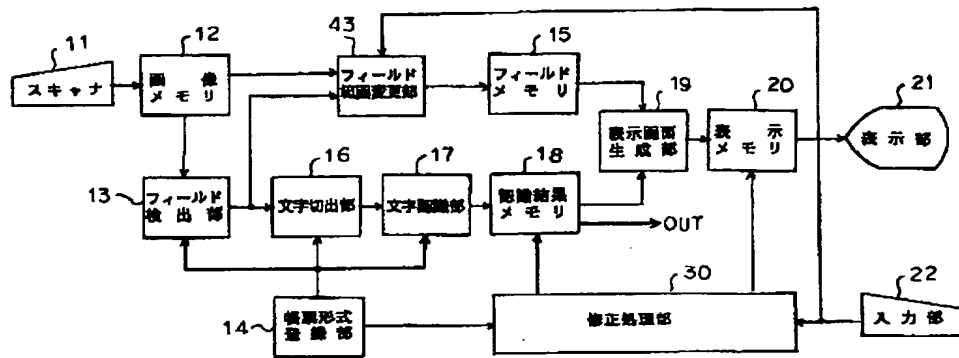 11
スキャナ
12
画像
メモリ
43
フィールド
範囲変更部
15
フィールド
メモリ
19
表示画面
生成部
20
表示
メモリ
21
表示部
13
フィールド
検出部
16
文字切出部
17
文字認識部
18
認識結果
メモリ
OUT
14
帳票形式
登録部
30
修正処理部
22
入力部